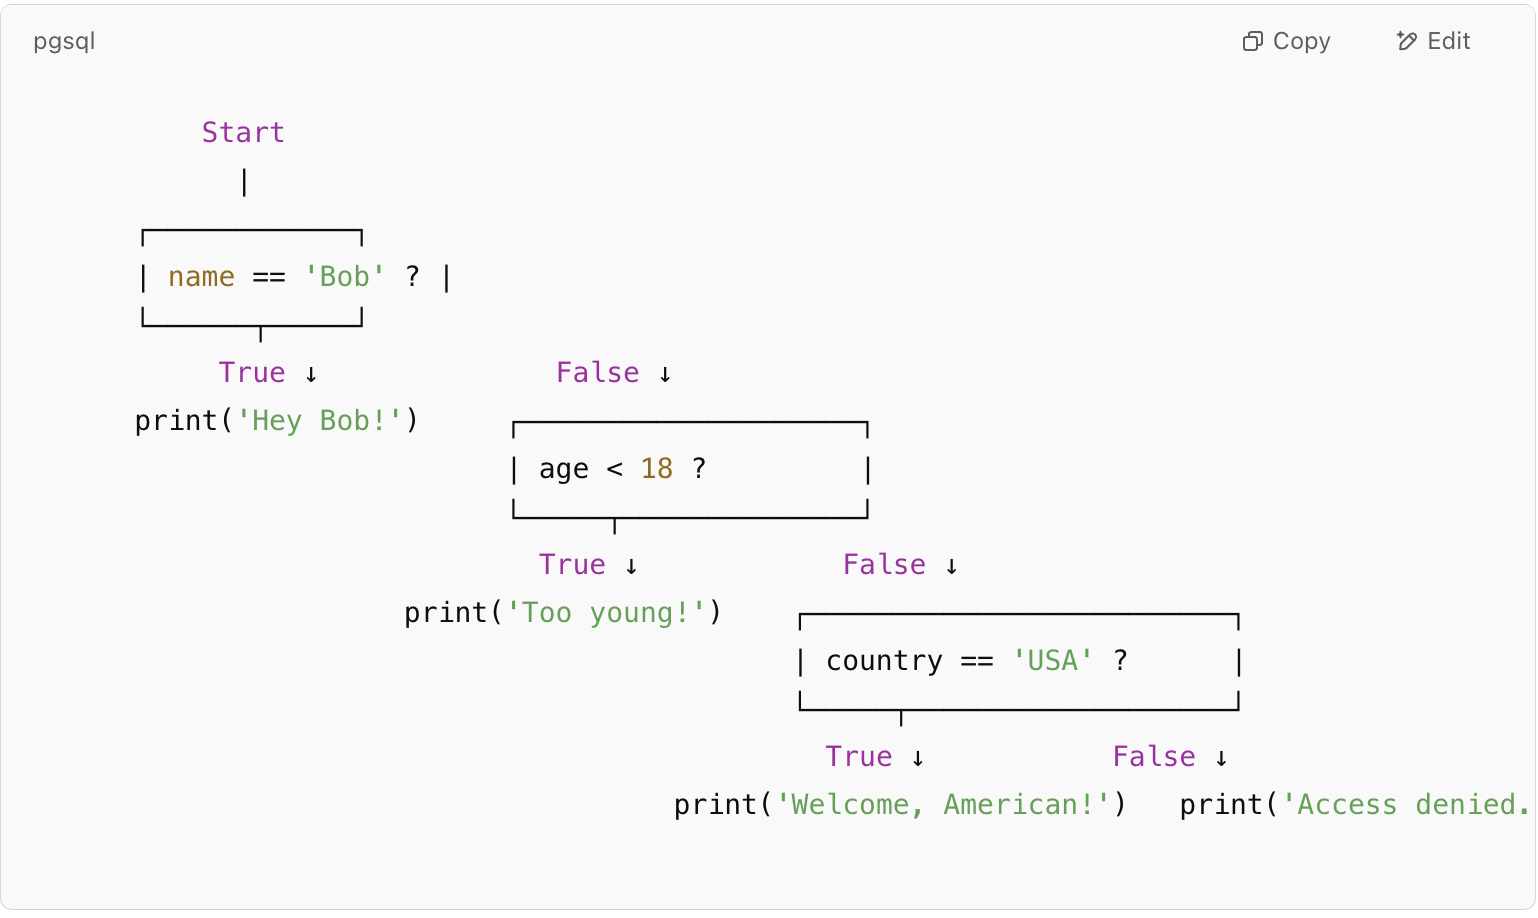 pgsql Copy Edit
Start
|
┌────────────┐
| name == 'Bob' ? |
└──────┬─────┘
True ↓ False ↓
print('Hey Bob!') ┌────────────────────┐
| age < 18 ? |
└─────┬──────────────┘
True ↓ False ↓
print('Too young!') ┌─────────────────────────┐
| country == 'USA' ? |
└─────┬───────────────────┘
True ↓ False ↓
print('Welcome, American!') print('Access denied.